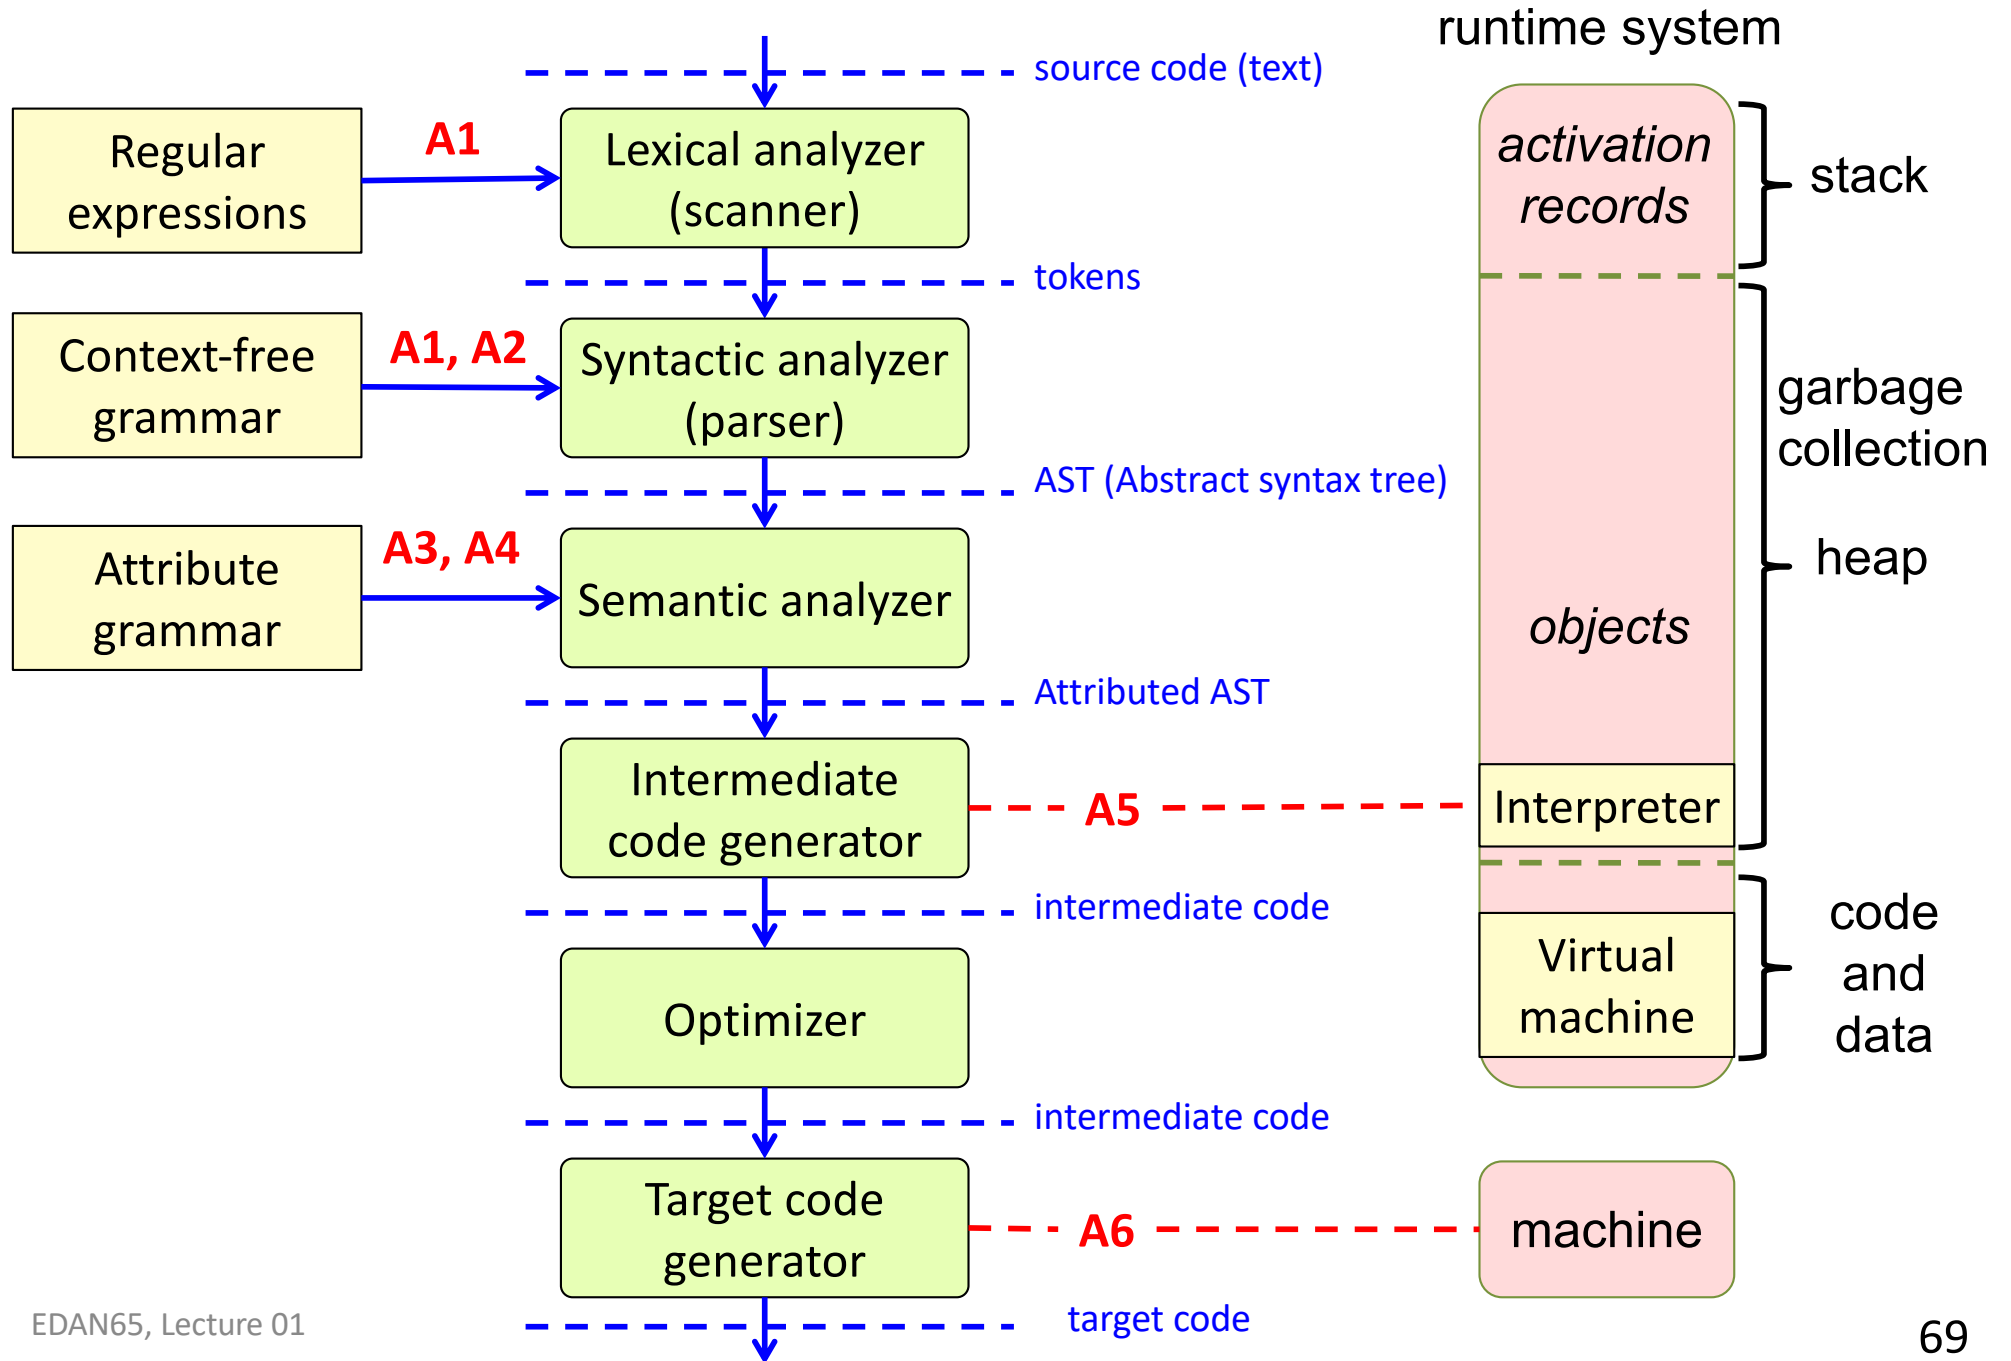 runtime system
source code (text)
Regular
expressions
A1
Lexical analyzer
(scanner)
activation
records
stack
tokens
Context-free
grammar
A1, A2
Syntactic analyzer
(parser)
garbage
collection
AST (Abstract syntax tree)
Attribute
grammar
A3, A4
Semantic analyzer
heap
objects
Attributed AST
Intermediate
code generator
A5
Interpreter
intermediate code
Optimizer
Virtual
machine
code
and
data
intermediate code
Target code
generator
A6
machine
target code
EDAN65, Lecture 01
69